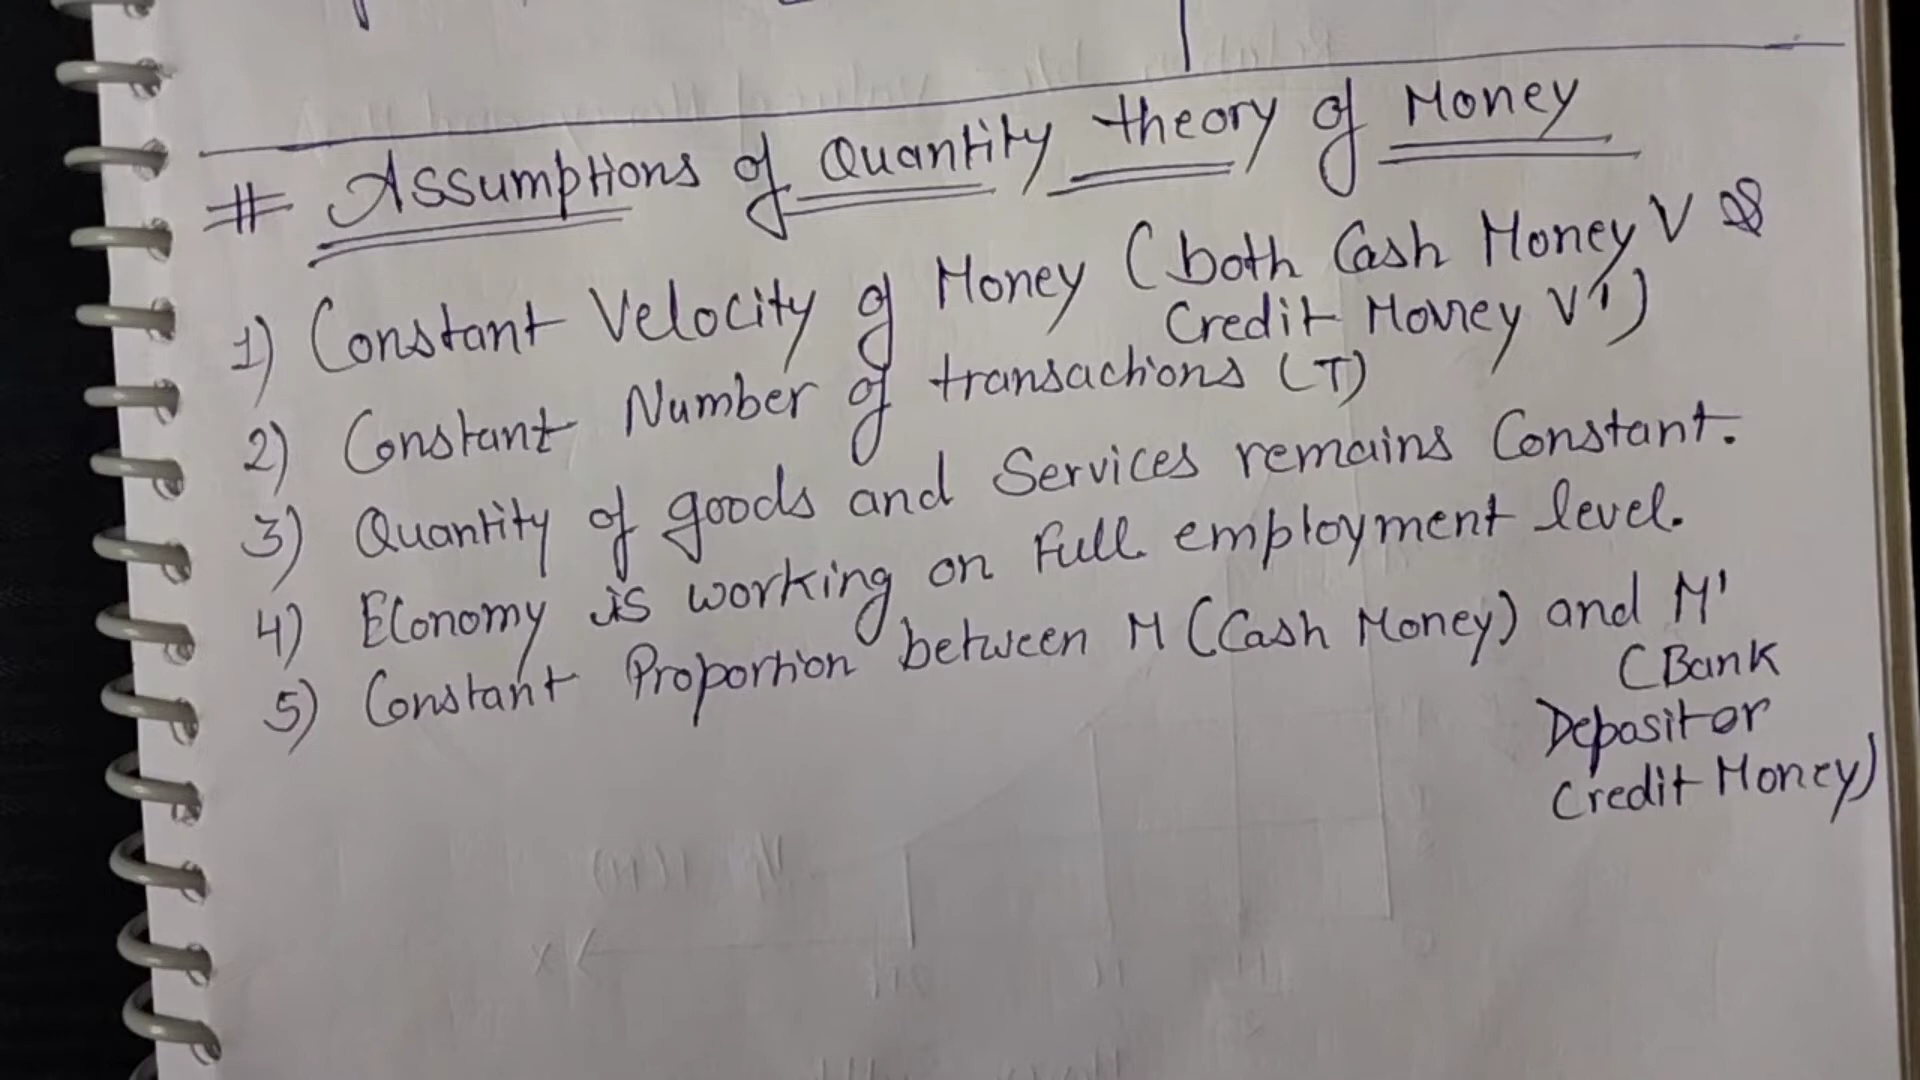 # Assumptions of Quantity theory of Money
1) Constant Velocity of Money (both Cash Money V &
Credit Money V')
2) Constant Number of transactions (T)
3) Quantity of goods and Services remains Constant.
4) Economy is working on Full employment level.
5) Constant Proportion between M (Cash Money) and M'
(Bank
Deposit or
Credit Money)